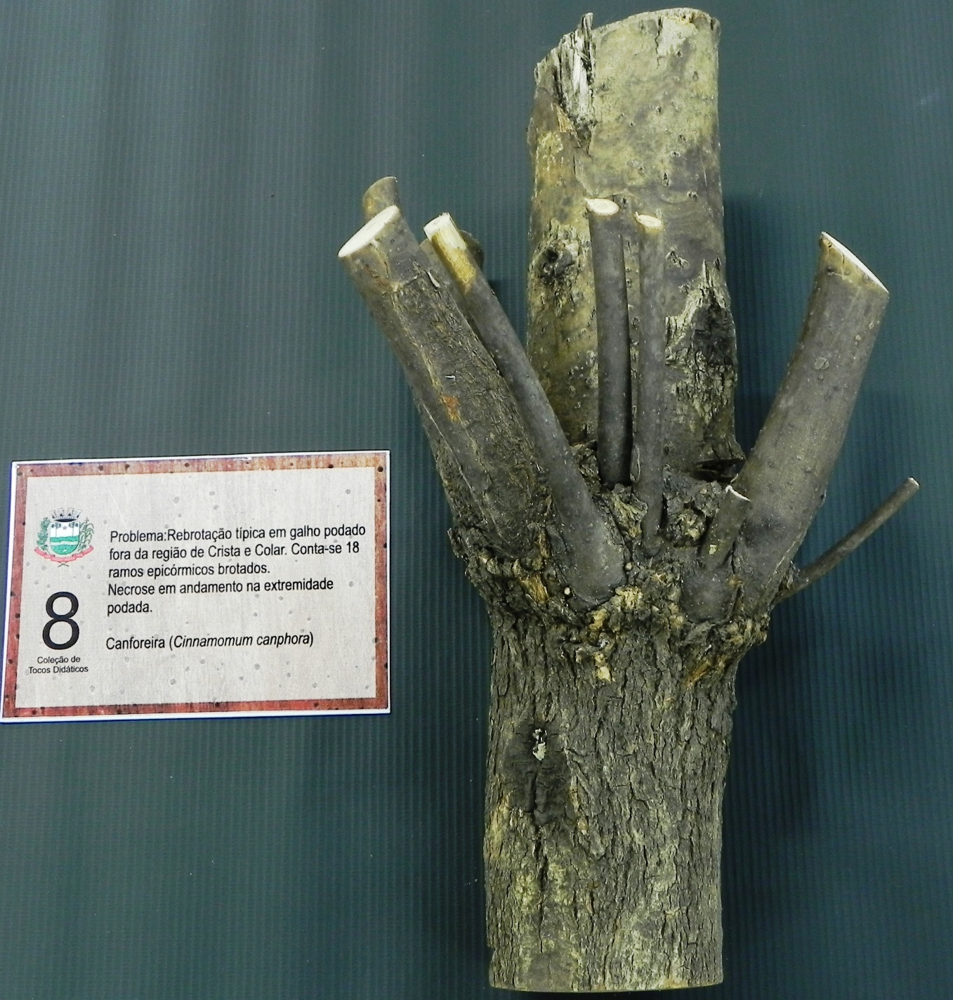 Problema:Rebrotação típica em galho podado
fora da região de Crista e Colar. Conta-se 18
ramos epicórmicos brotados.
Necrose em andamento na extremidade
podada.
Canforeira (Cinnamomum canphora)
8
Coleção de
Tocos Didáticos